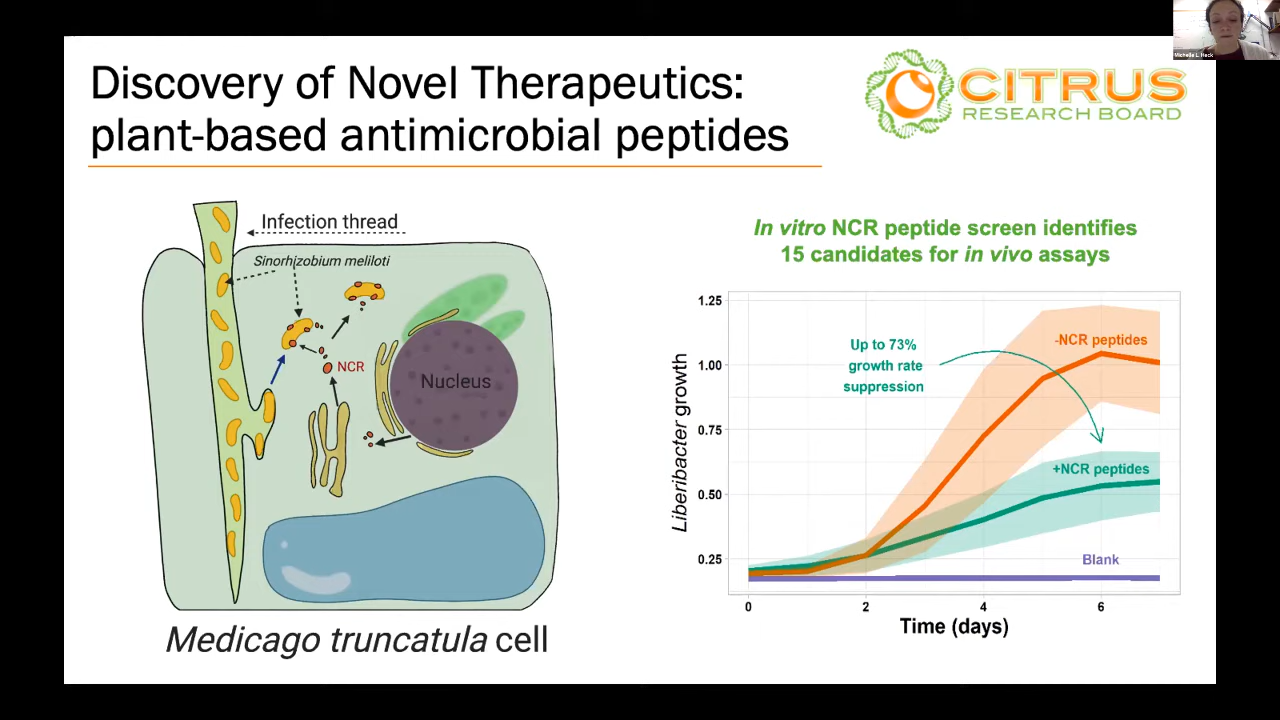 Discovery of Novel Therapeutics:
plant-based antimicrobial peptides
CITRUS
RESEARCH BOARD
Michelle L. Heck
Infection thread
Sinorhizobium meliloti
NCR
Nucleus
Medicago truncatula cell
In vitro NCR peptide screen identifies
15 candidates for in vivo assays
Liberibacter growth
1.25
1.00
0.75
0.50
0.25
Up to 73%
growth rate
suppression
-NCR peptides
+NCR peptides
Blank
0
2
4
6
Time (days)